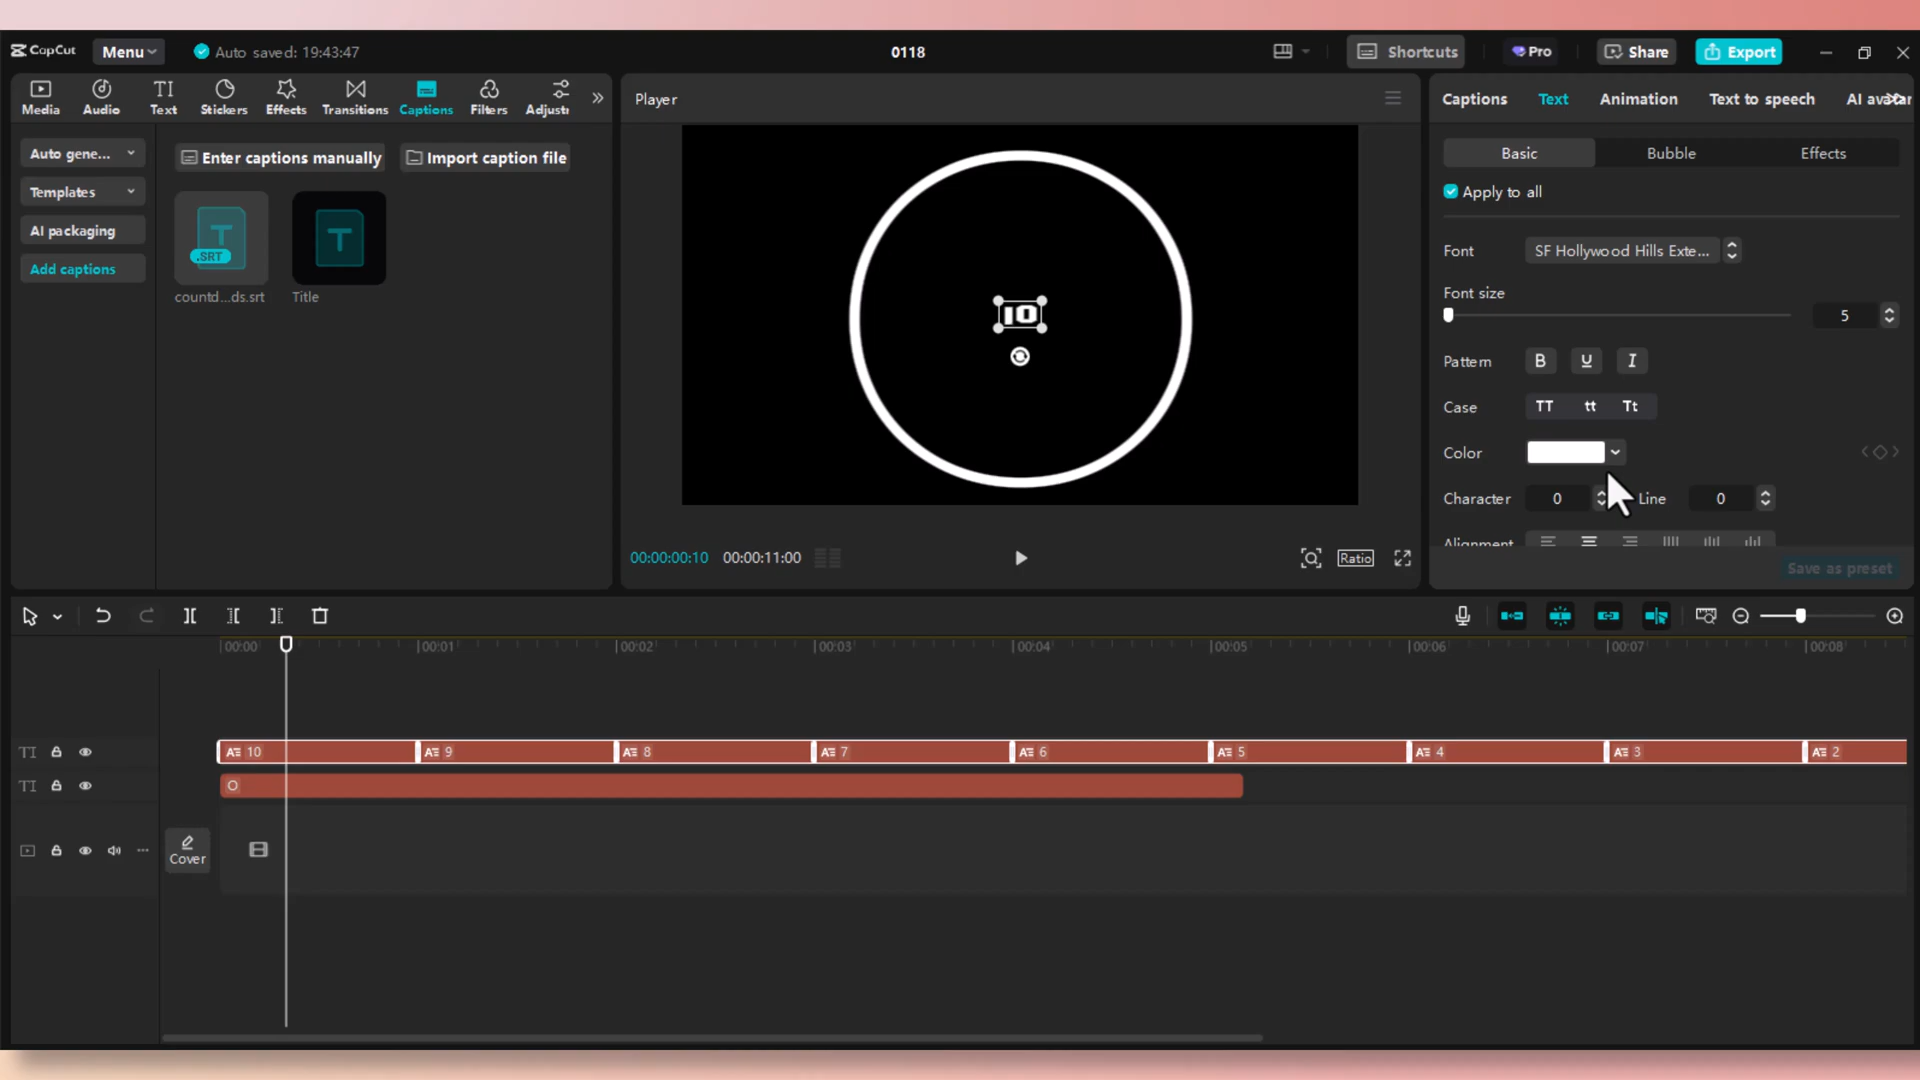 CapCut
Menu
Auto saved: 19:43:47
0118
Shortcuts
Pro
Share
Export
Media
Audio
Text
Stickers
Effects
Transitions
Captions
Filters
Adjustr
Player
Captions
Text
Animation
Text to speech
AI avatar
Auto gene...
Templates
AI packaging
Add captions
Enter captions manually
Import caption file
T
.SRT
countd...ds.srt
T
Title
10
00:00:00:10
00:00:11:00
Ratio
Basic
Bubble
Effects
Apply to all
Font
SF Hollywood Hills Exte...
Font size
5
Pattern
B
U
I
Case
TT
tt
Tt
Color
Character
0
Line
0
Alignment
Save as preset
00:00
00:01
00:02
00:03
00:04
00:05
00:06
00:07
00:08
10
9
8
7
6
5
4
3
2
O
Cover